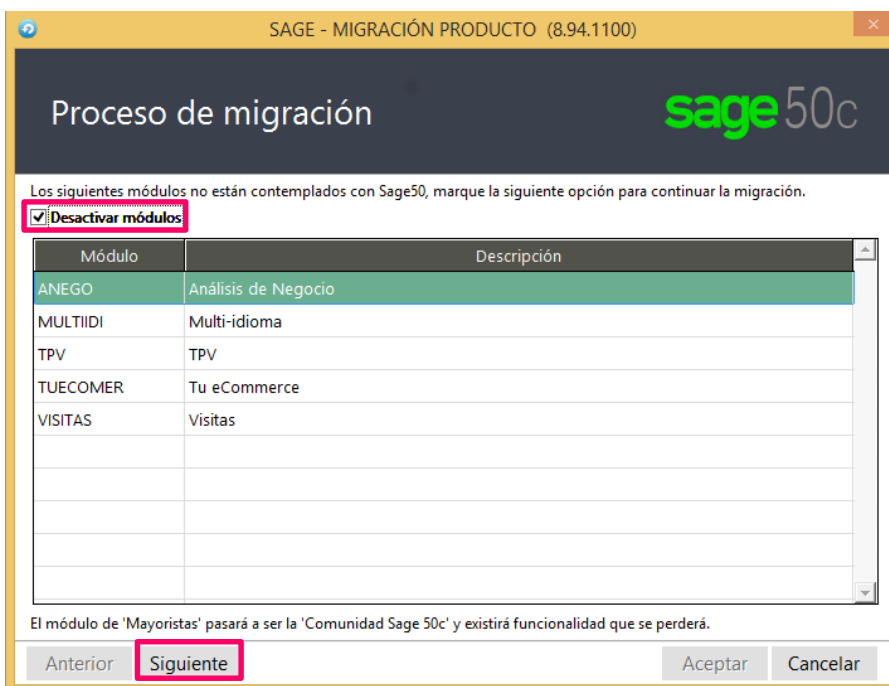 SAGE - MIGRACIÓN PRODUCTO (8.94.1100)
Proceso de migración
sage 50c
Los siguientes módulos no están contemplados con Sage50, marque la siguiente opción para continuar la migración.
Desactivar módulos
Módulo Descripción
ANEGO Análisis de Negocio
MULTIIDI Multi-idioma
TPV TPV
TUECOMER Tu eCommerce
VISITAS Visitas
El módulo de 'Mayoristas' pasará a ser la 'Comunidad Sage 50c' y existirá funcionalidad que se perderá.
Anterior Siguiente Aceptar Cancelar